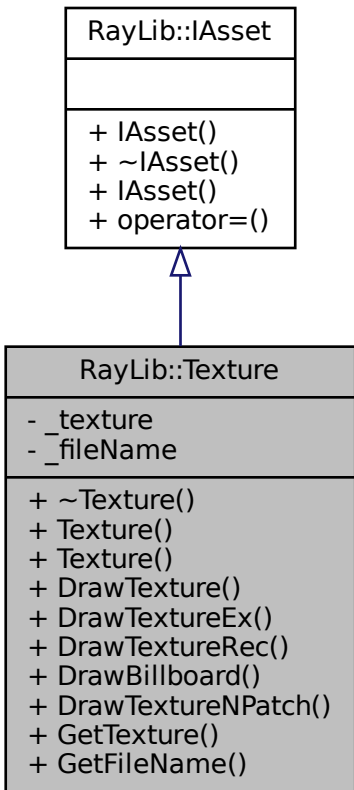 RayLib::IAsset
+ IAsset()
+ ~IAsset()
+ IAsset()
+ operator=()
RayLib::Texture
- _texture
- _fileName
+ ~Texture()
+ Texture()
+ Texture()
+ DrawTexture()
+ DrawTextureEx()
+ DrawTextureRec()
+ DrawBillboard()
+ DrawTextureNPatch()
+ GetTexture()
+ GetFileName()